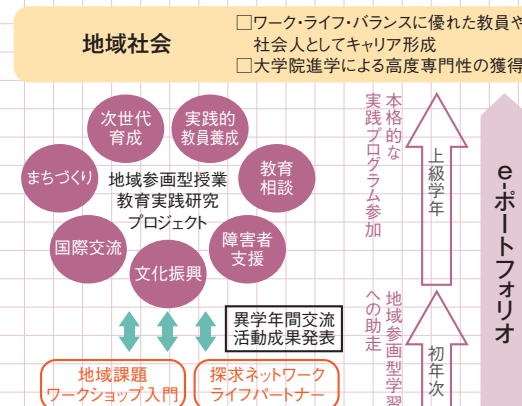 地域社会
□ワーク・ライフ・バランスに優れた教員や
社会人としてキャリア形成
□大学院進学による高度専門性の獲得
次世代
育成
実践的
教員養成
まちづくり
地域参画型授業
教育実践研究
プロジェクト
教育
相談
国際交流
障害者
支援
文化振興
異学年間交流
活動成果発表
地域課題
ワークショップ入門
探求ネットワーク
ライフパートナー
本格的な
実践プログラム参加
上級学年
地域参画型学習
への助走
初年次
e-ポートフォリオ